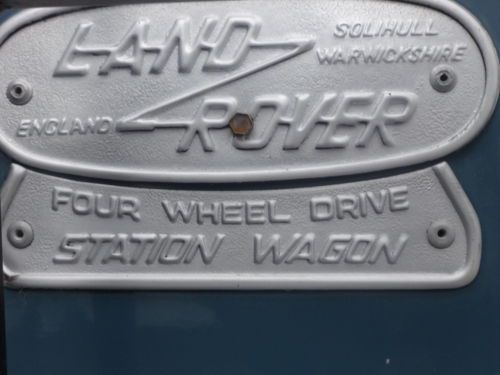 LAND
SOLIHULL
WARWICKSHIRE
ENGLAND
ROVER
FOUR WHEEL DRIVE
STATION WAGON